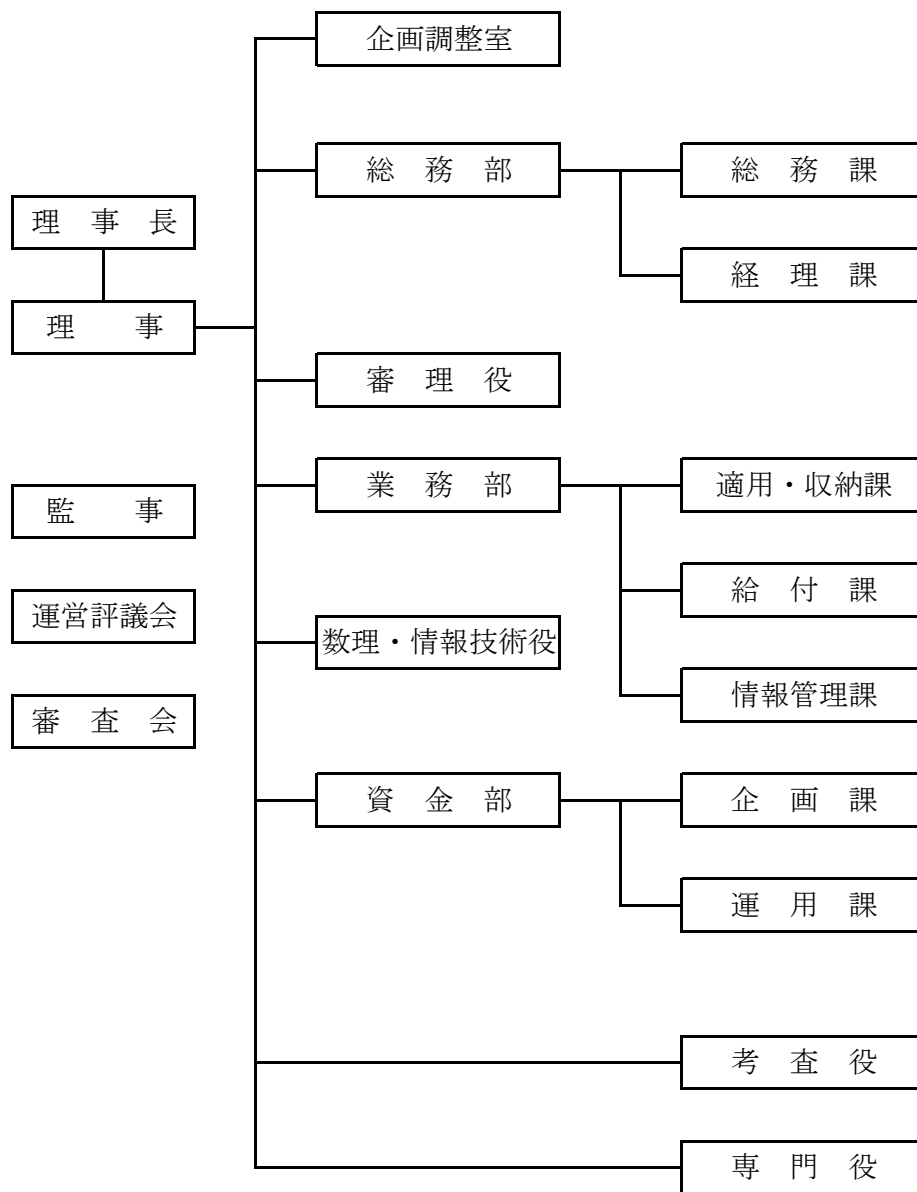 企画調整室
総　務　部
総　務　課
理　事　長
経　理　課
理　　事
審　理　役
業　務　部
適用・収納課
監　　事
給　付　課
運営評議会
数理・情報技術役
情報管理課
審　査　会
資　金　部
企　画　課
運　用　課
考　査　役
専　門　役